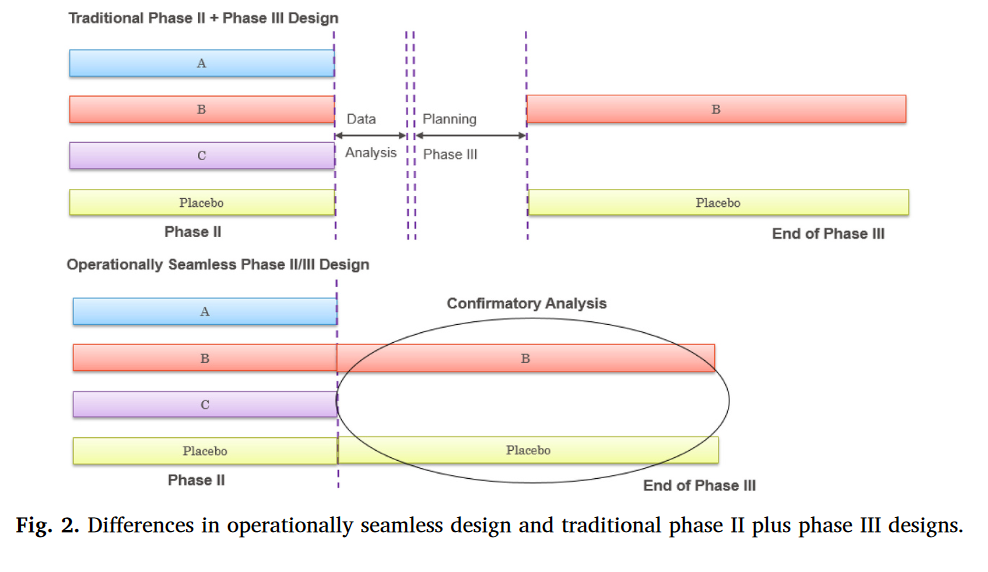 Traditional Phase II + Phase III Design
A
B
Data
Planning
B
C
Analysis
Phase III
Placebo
Placebo
Phase II
End of Phase III
Operationally Seamless Phase II/III Design
Confirmatory Analysis
A
B
B
C
Placebo
Placebo
Phase II
End of Phase III
Fig. 2. Differences in operationally seamless design and traditional phase II plus phase III designs.